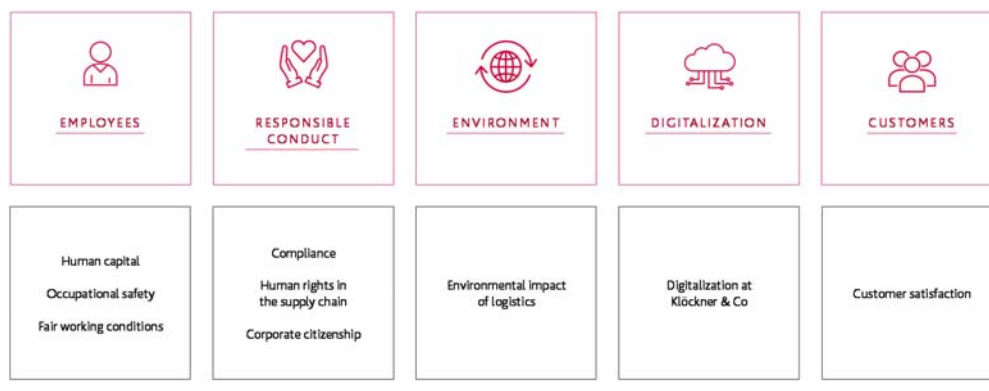 EMPLOYEES
RESPONSIBLE
CONDUCT
ENVIRONMENT
DIGITALIZATION
CUSTOMERS
Human capital
Occupational safety
Fair working conditions
Compliance
Human rights in
the supply chain
Corporate citizenship
Environmental impact
of logistics
Digitalization at
Klöckner & Co
Customer satisfaction